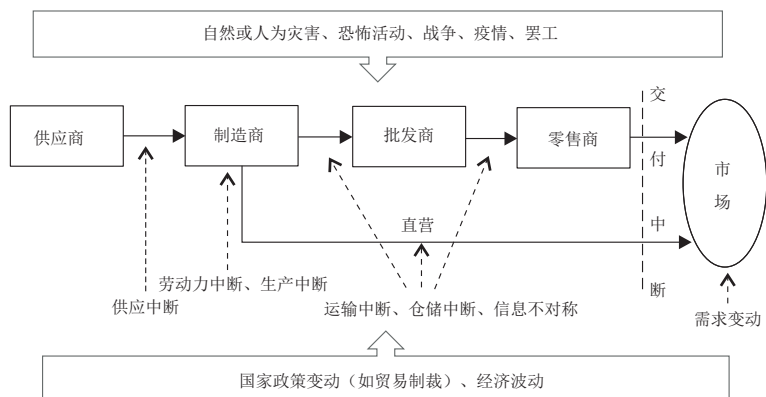 自然或人为灾害、恐怖活动、战争、疫情、罢工
供应商
制造商
批发商
零售商
交付中断
市场
直营
劳动力中断、生产中断
供应中断
运输中断、仓储中断、信息不对称
需求变动
国家政策变动（如贸易制裁）、经济波动